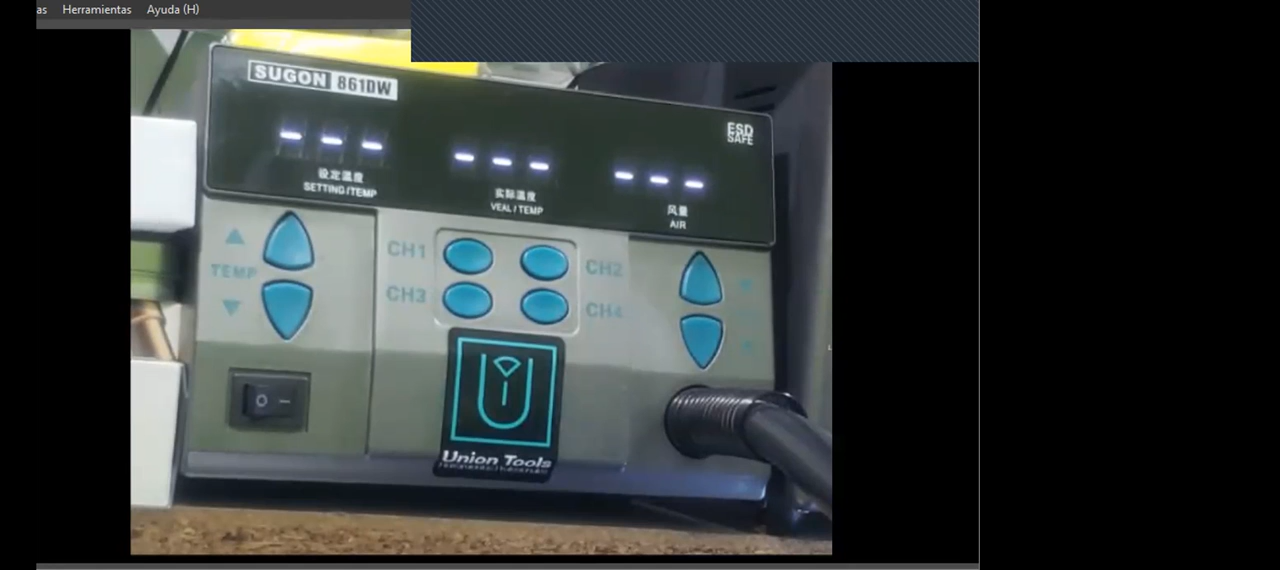 as Herramientas Ayuda (H)
SUGON 861DW
ESD
SAFE
--- --- ---
设定温度 实际温度 风量
SETTING/TEMP VEAL/TEMP AIR
CH1 CH2
TEMP
CH3 CH4
O —
Union Tools